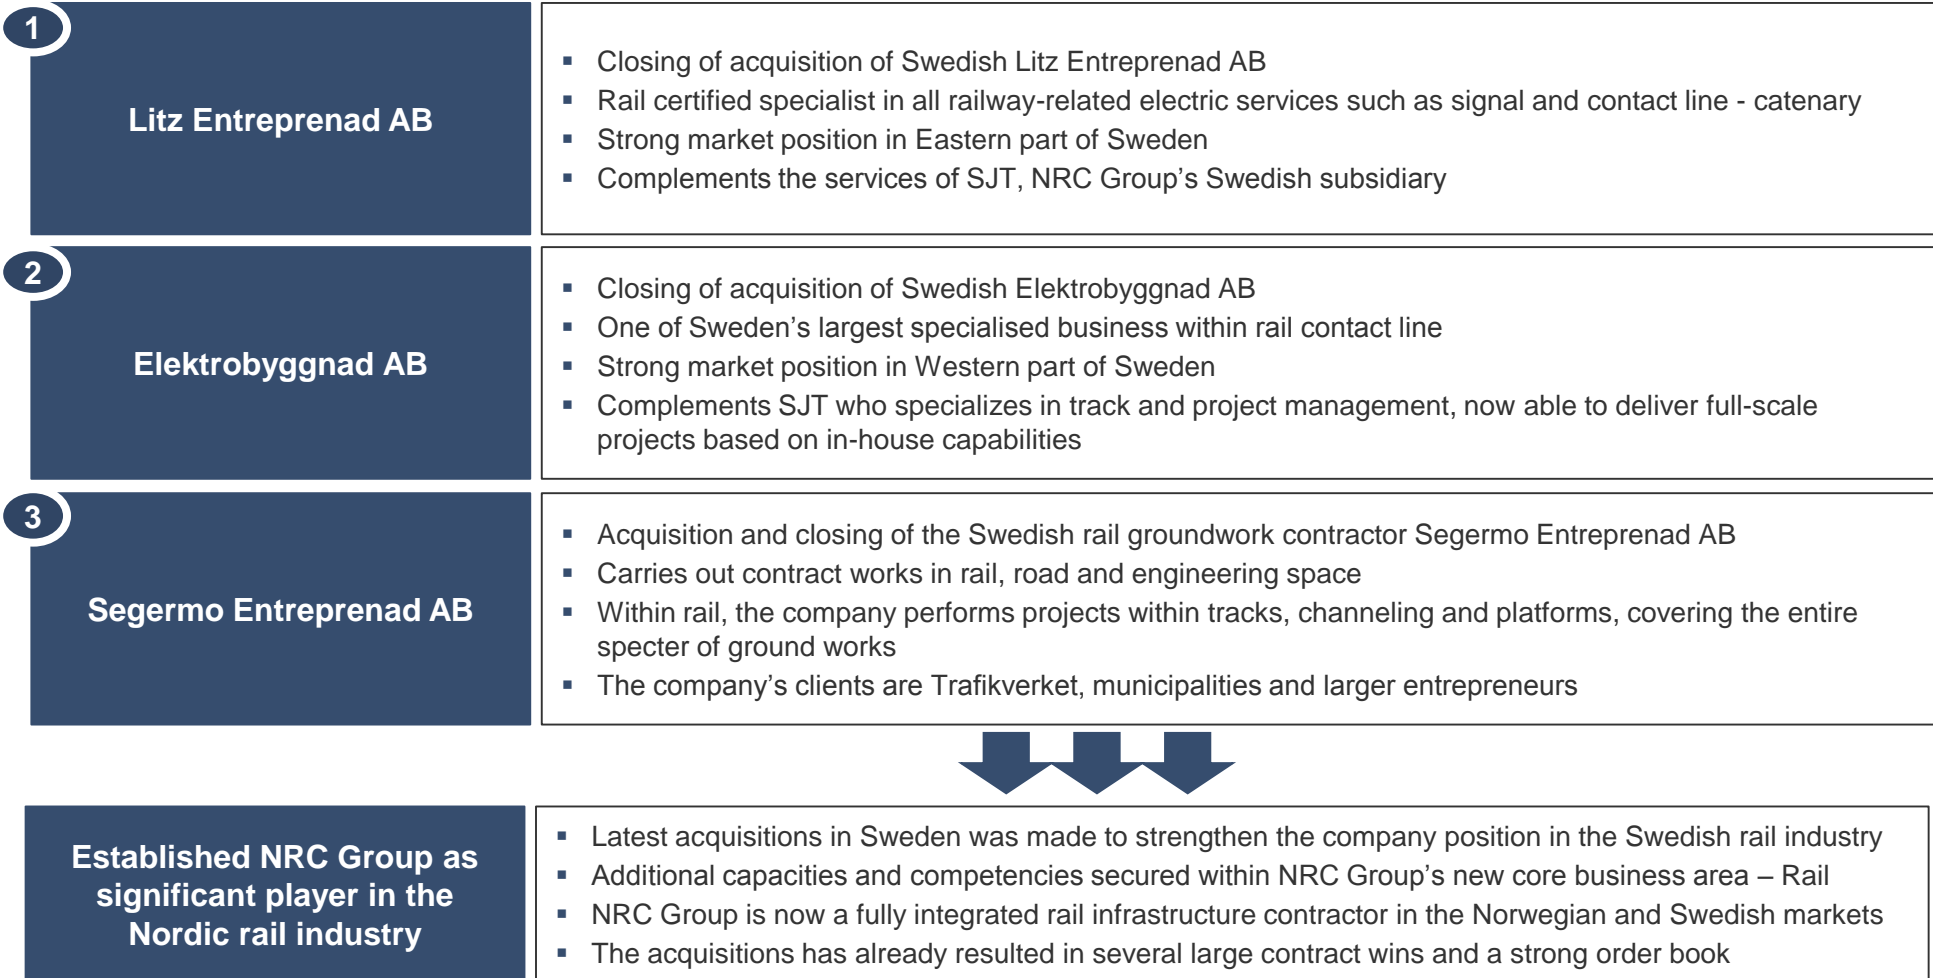 1
Litz Entreprenad AB
▪ Closing of acquisition of Swedish Litz Entreprenad AB
▪ Rail certified specialist in all railway-related electric services such as signal and contact line - catenary
▪ Strong market position in Eastern part of Sweden
▪ Complements the services of SJT, NRC Group's Swedish subsidiary
2
Elektrobyggnad AB
▪ Closing of acquisition of Swedish Elektrobyggnad AB
▪ One of Sweden's largest specialised business within rail contact line
▪ Strong market position in Western part of Sweden
▪ Complements SJT who specializes in track and project management, now able to deliver full-scale
projects based on in-house capabilities
3
Segermo Entreprenad AB
▪ Acquisition and closing of the Swedish rail groundwork contractor Segermo Entreprenad AB
▪ Carries out contract works in rail, road and engineering space
▪ Within rail, the company performs projects within tracks, channeling and platforms, covering the entire
specter of ground works
▪ The company's clients are Trafikverket, municipalities and larger entrepreneurs
Established NRC Group as
significant player in the
Nordic rail industry
▪ Latest acquisitions in Sweden was made to strengthen the company position in the Swedish rail industry
▪ Additional capacities and competencies secured within NRC Group's new core business area – Rail
▪ NRC Group is now a fully integrated rail infrastructure contractor in the Norwegian and Swedish markets
▪ The acquisitions has already resulted in several large contract wins and a strong order book